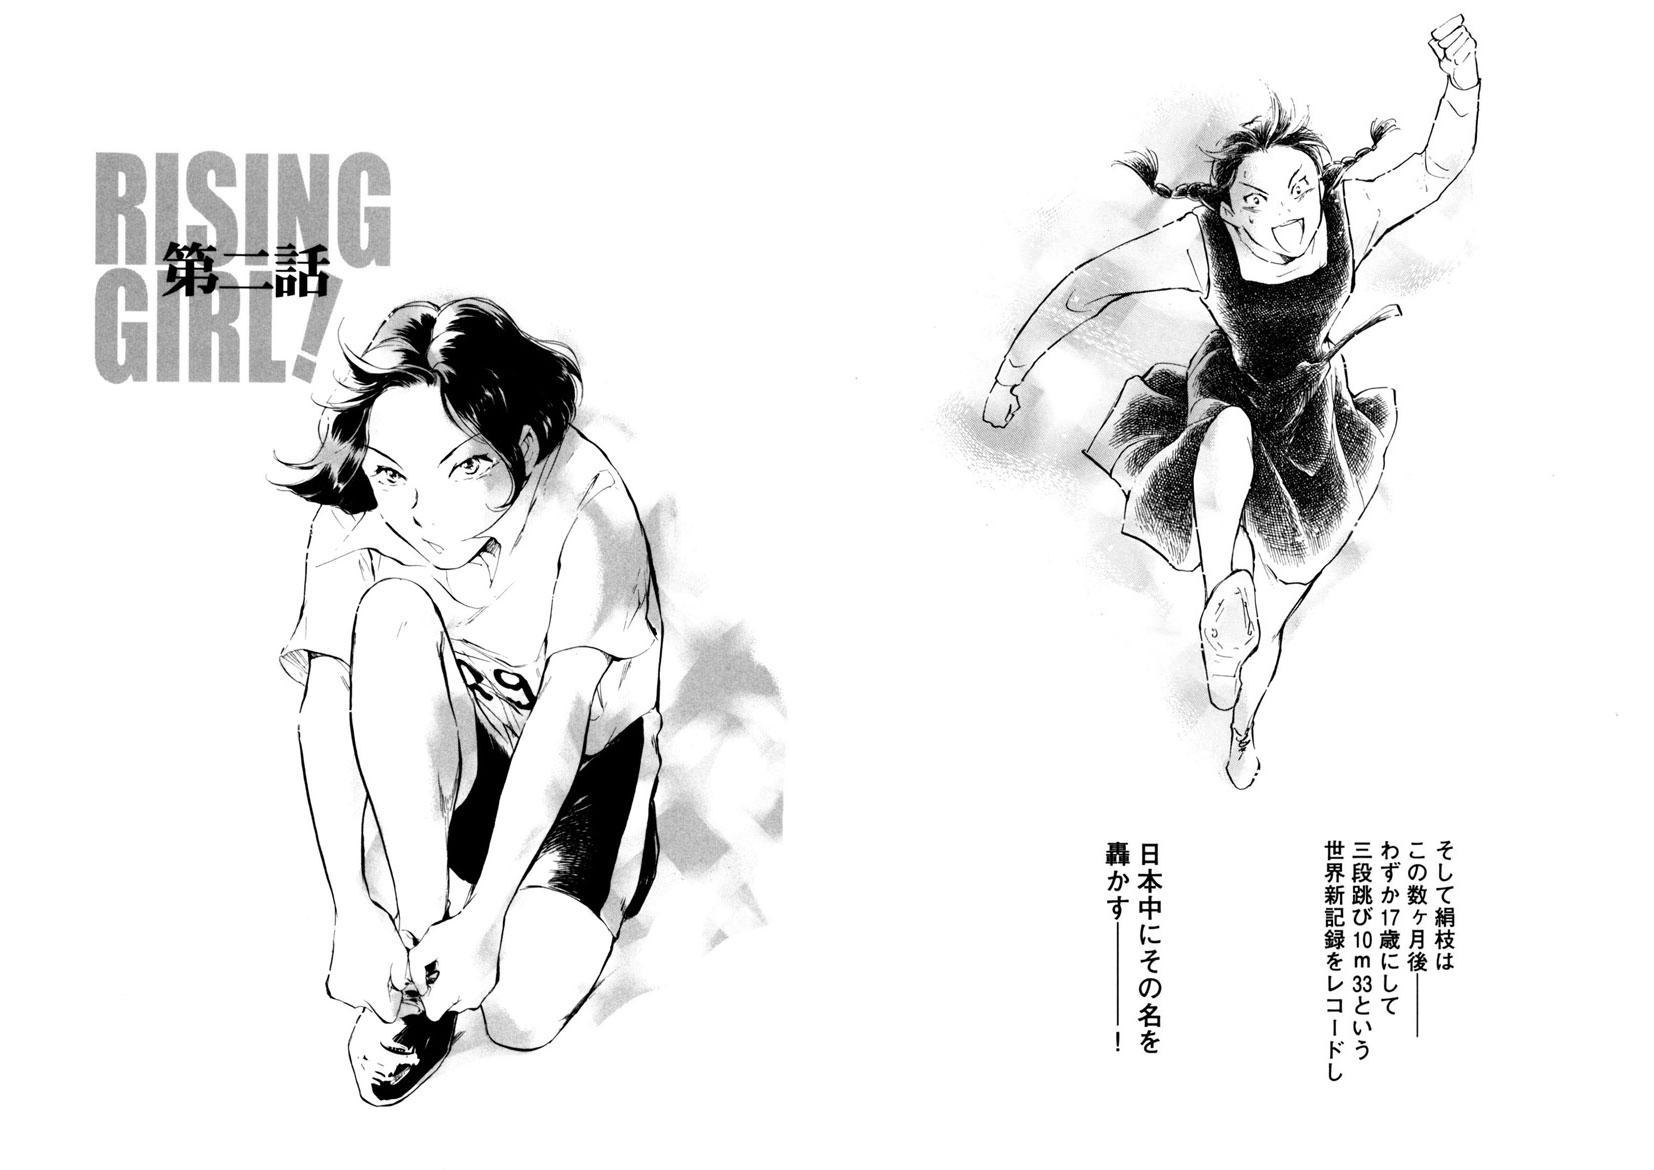 そして絹枝は
この数ヶ月後――
わずか17歳にして
三段跳び10m33という
世界新記録をレコードし
日本中にその名を
轟かす――――！
RISING
GIRL!
第二話
29